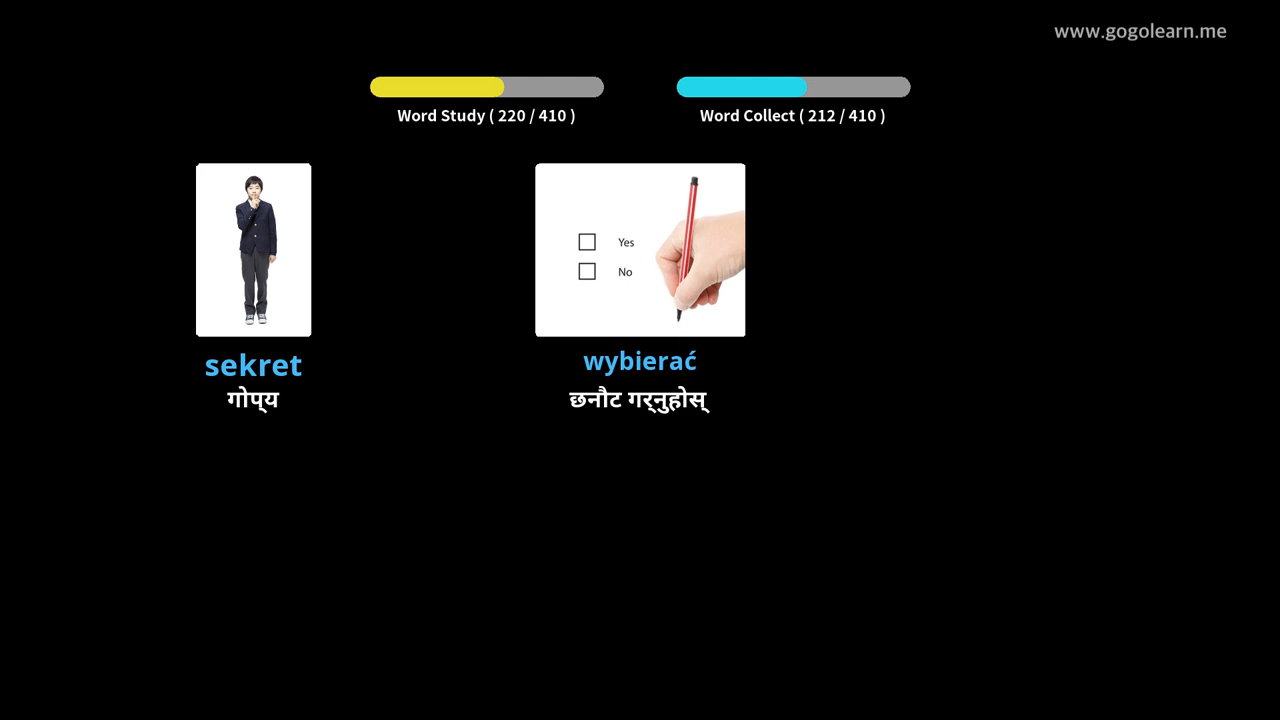 www.gogolearn.me
Word Study ( 220 / 410 )
Word Collect ( 212 / 410 )
Yes
No
sekret
wybierać
गोप्य
छनौट गर्नुहोस्